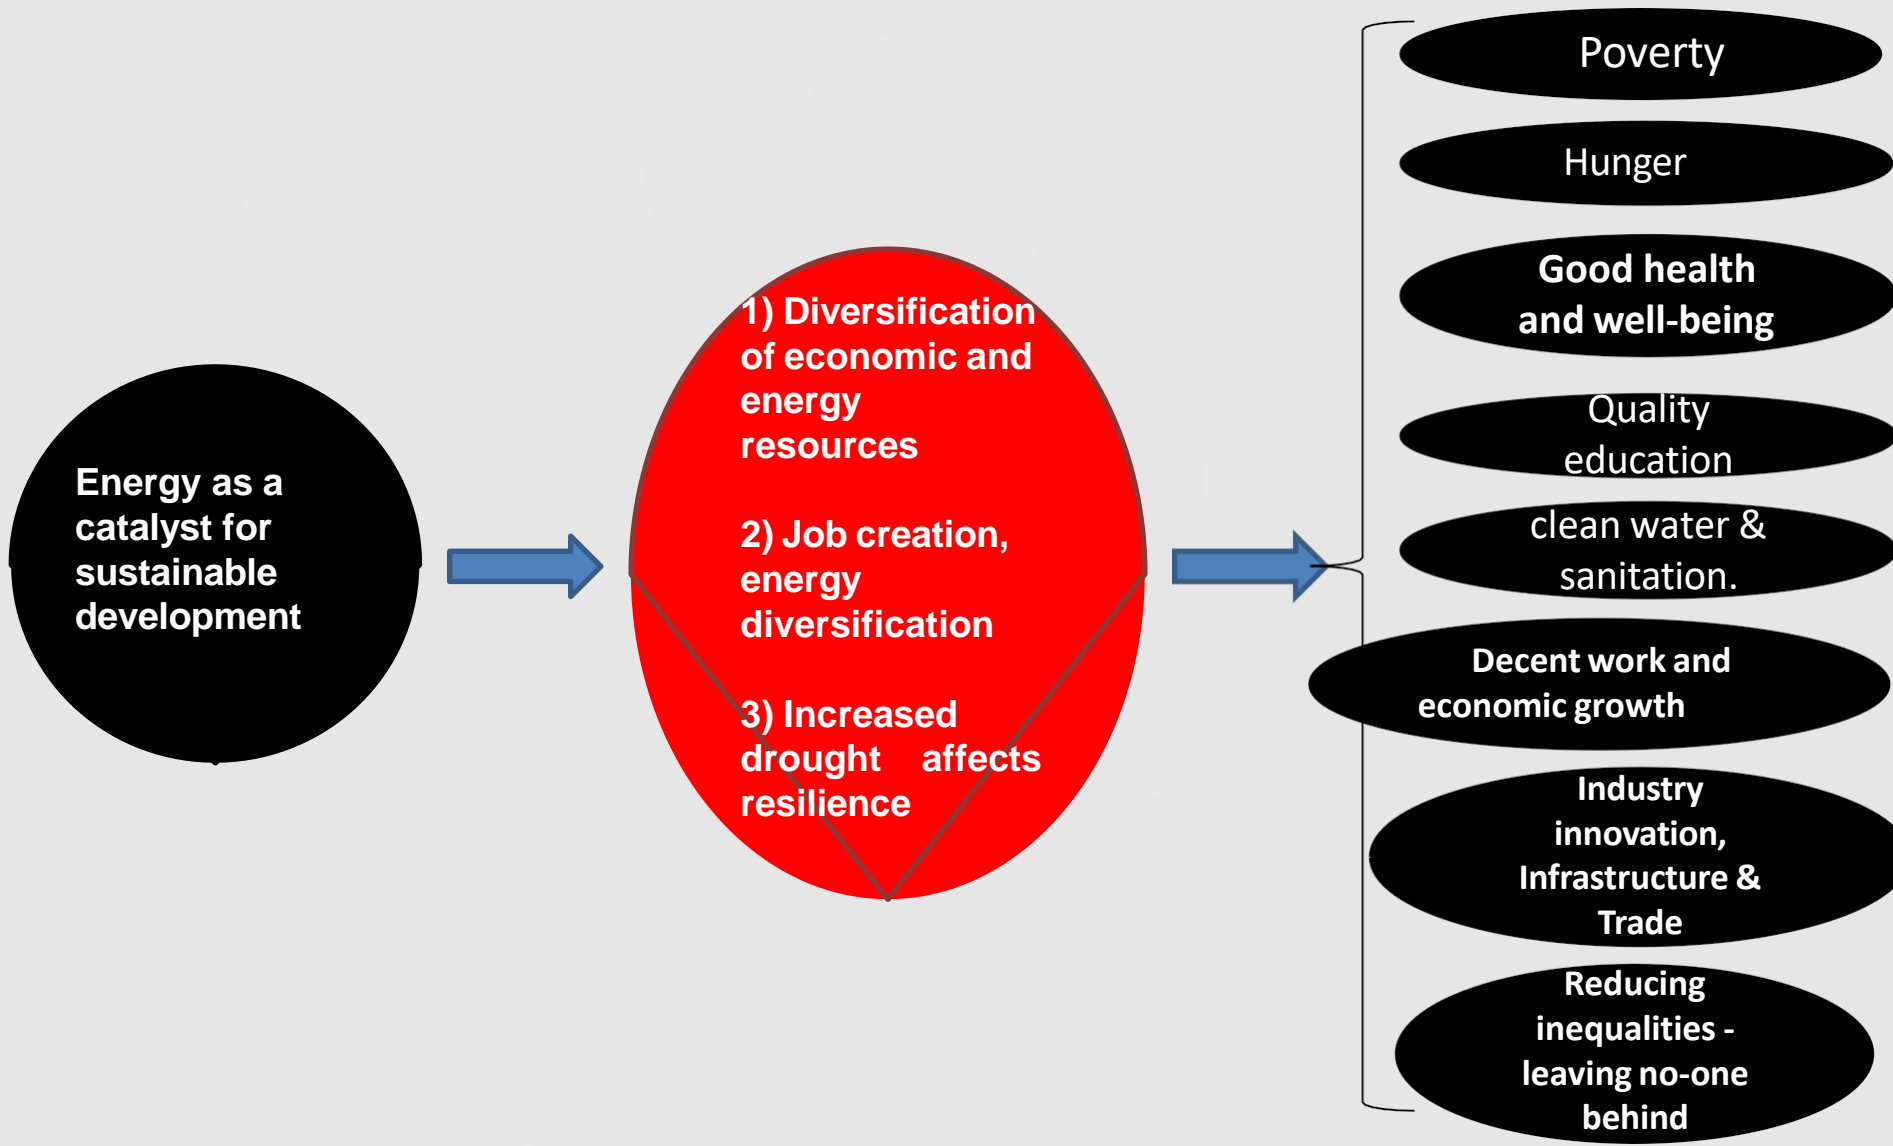 Energy as a
catalyst for
sustainable
development
1) Diversification
of economic and
energy
resources
2) Job creation,
energy
diversification
3) Increased
drought affects
resilience
Poverty
Hunger
Good health
and well-being
Quality
education
clean water &
sanitation.
Decent work and
economic growth
Industry
innovation,
Infrastructure &
Trade
Reducing
inequalities -
leaving no-one
behind